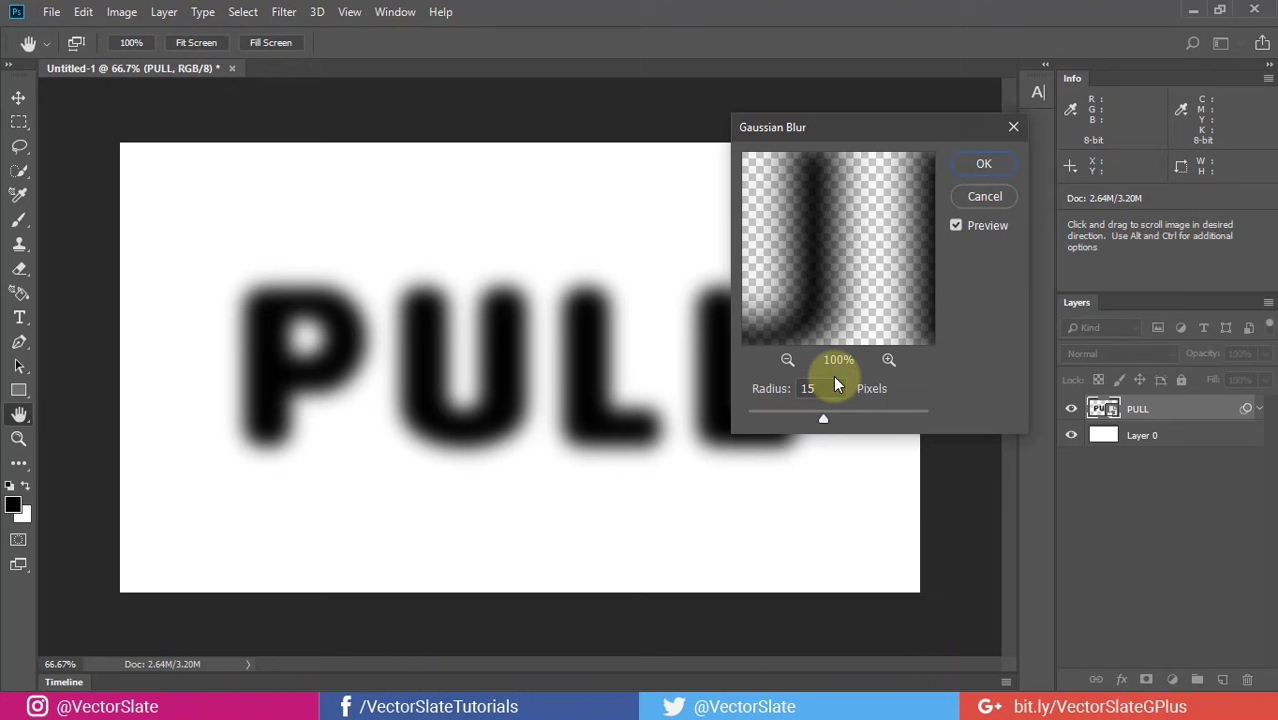 Ps File Edit Image Layer Type Select Filter 3D View Window Help
100% Fit Screen Fill Screen
Untitled-1 @ 66.7% (PULL, RGB/8) *
Info
R :
G :
B :
C :
M :
Y :
K :
8-bit
8-bit
X :
Y :
W :
H :
Doc: 2.64M/3.20M
Click and drag to scroll image in desired
direction. Use Alt and Ctrl for additional
options
Gaussian Blur
OK
Cancel
Preview
100%
Radius: 15 Pixels
PULL
Layers
Kind
Normal Opacity: 100%
Lock: Fill: 100%
PULL
Layer 0
66.67% Doc: 2.64M/3.20M
Timeline
@VectorSlate /VectorSlateTutorials @VectorSlate bit.ly/VectorSlateGPlus